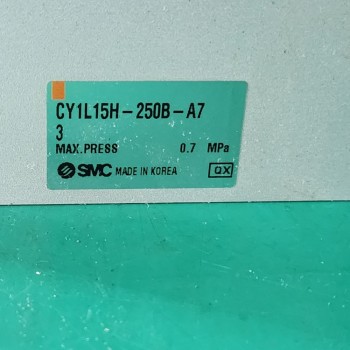 CY1L15H-250B-A7
3
MAX.PRESS 0.7 MPa
SMC MADE IN KOREA QX